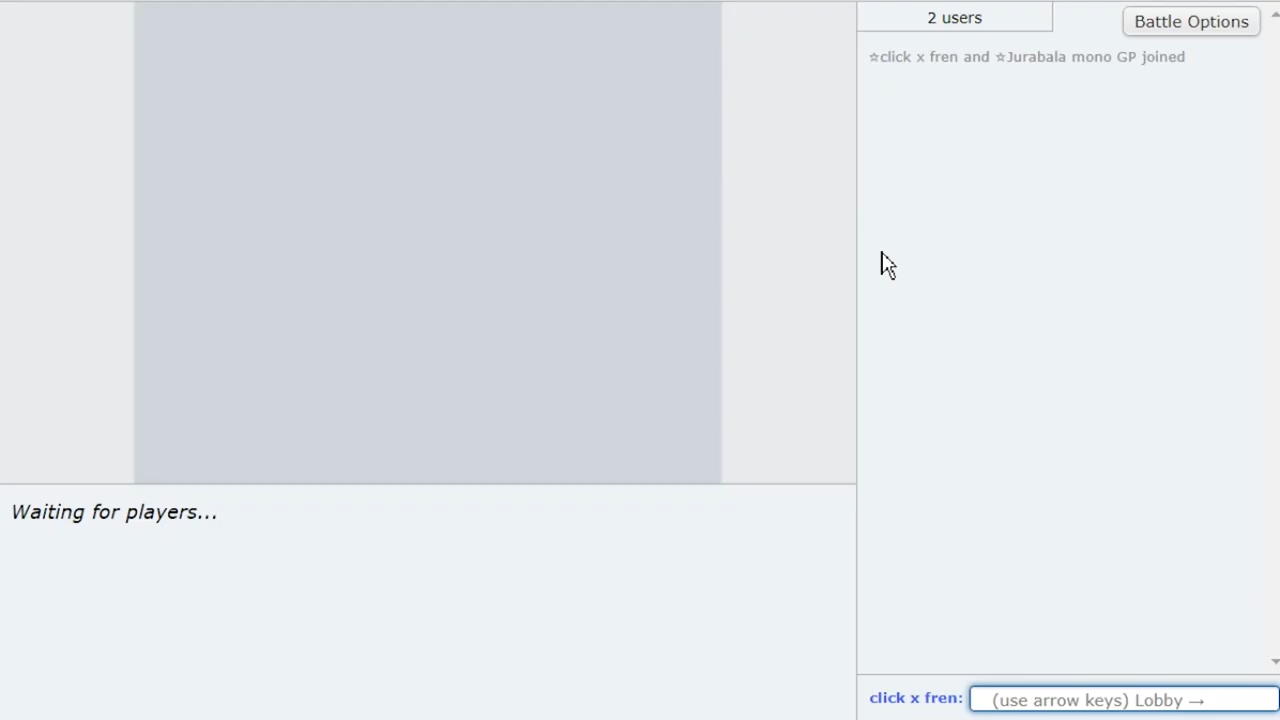 2 users
Battle Options
☆click x fren and ☆Jurabala mono GP joined
Waiting for players...
click x fren: (use arrow keys) Lobby →